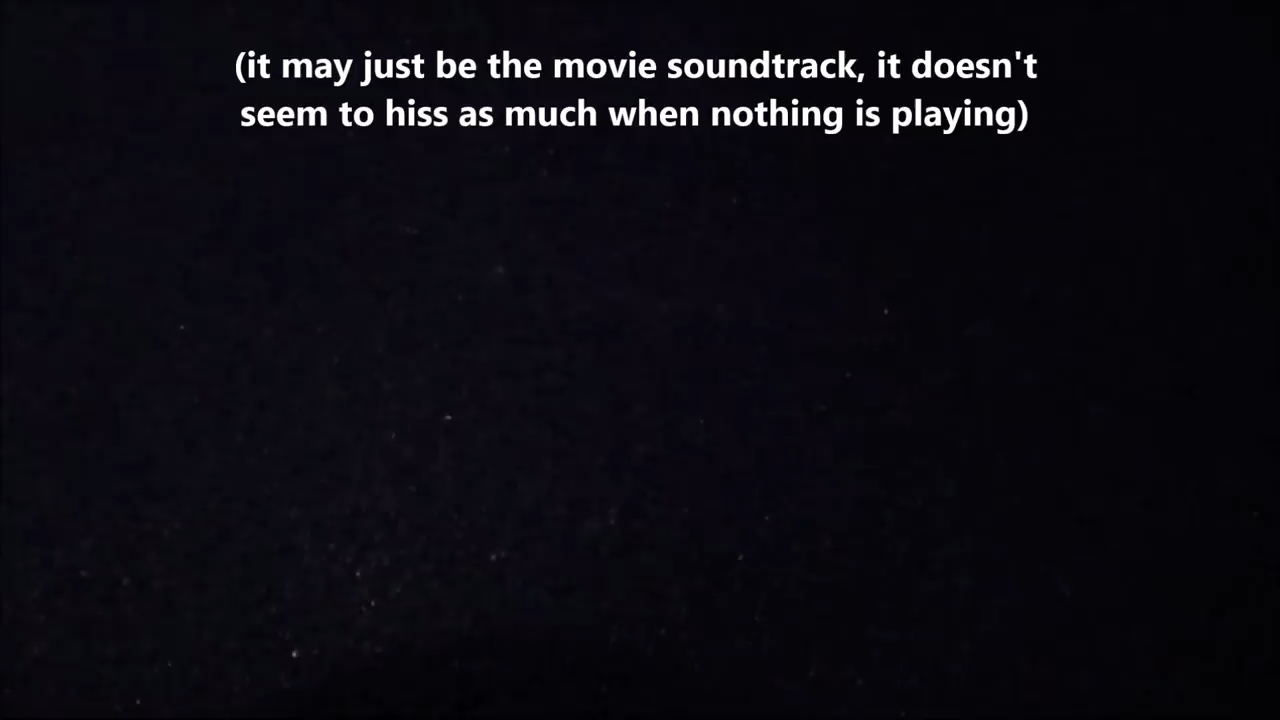 (it may just be the movie soundtrack, it doesn't
seem to hiss as much when nothing is playing)